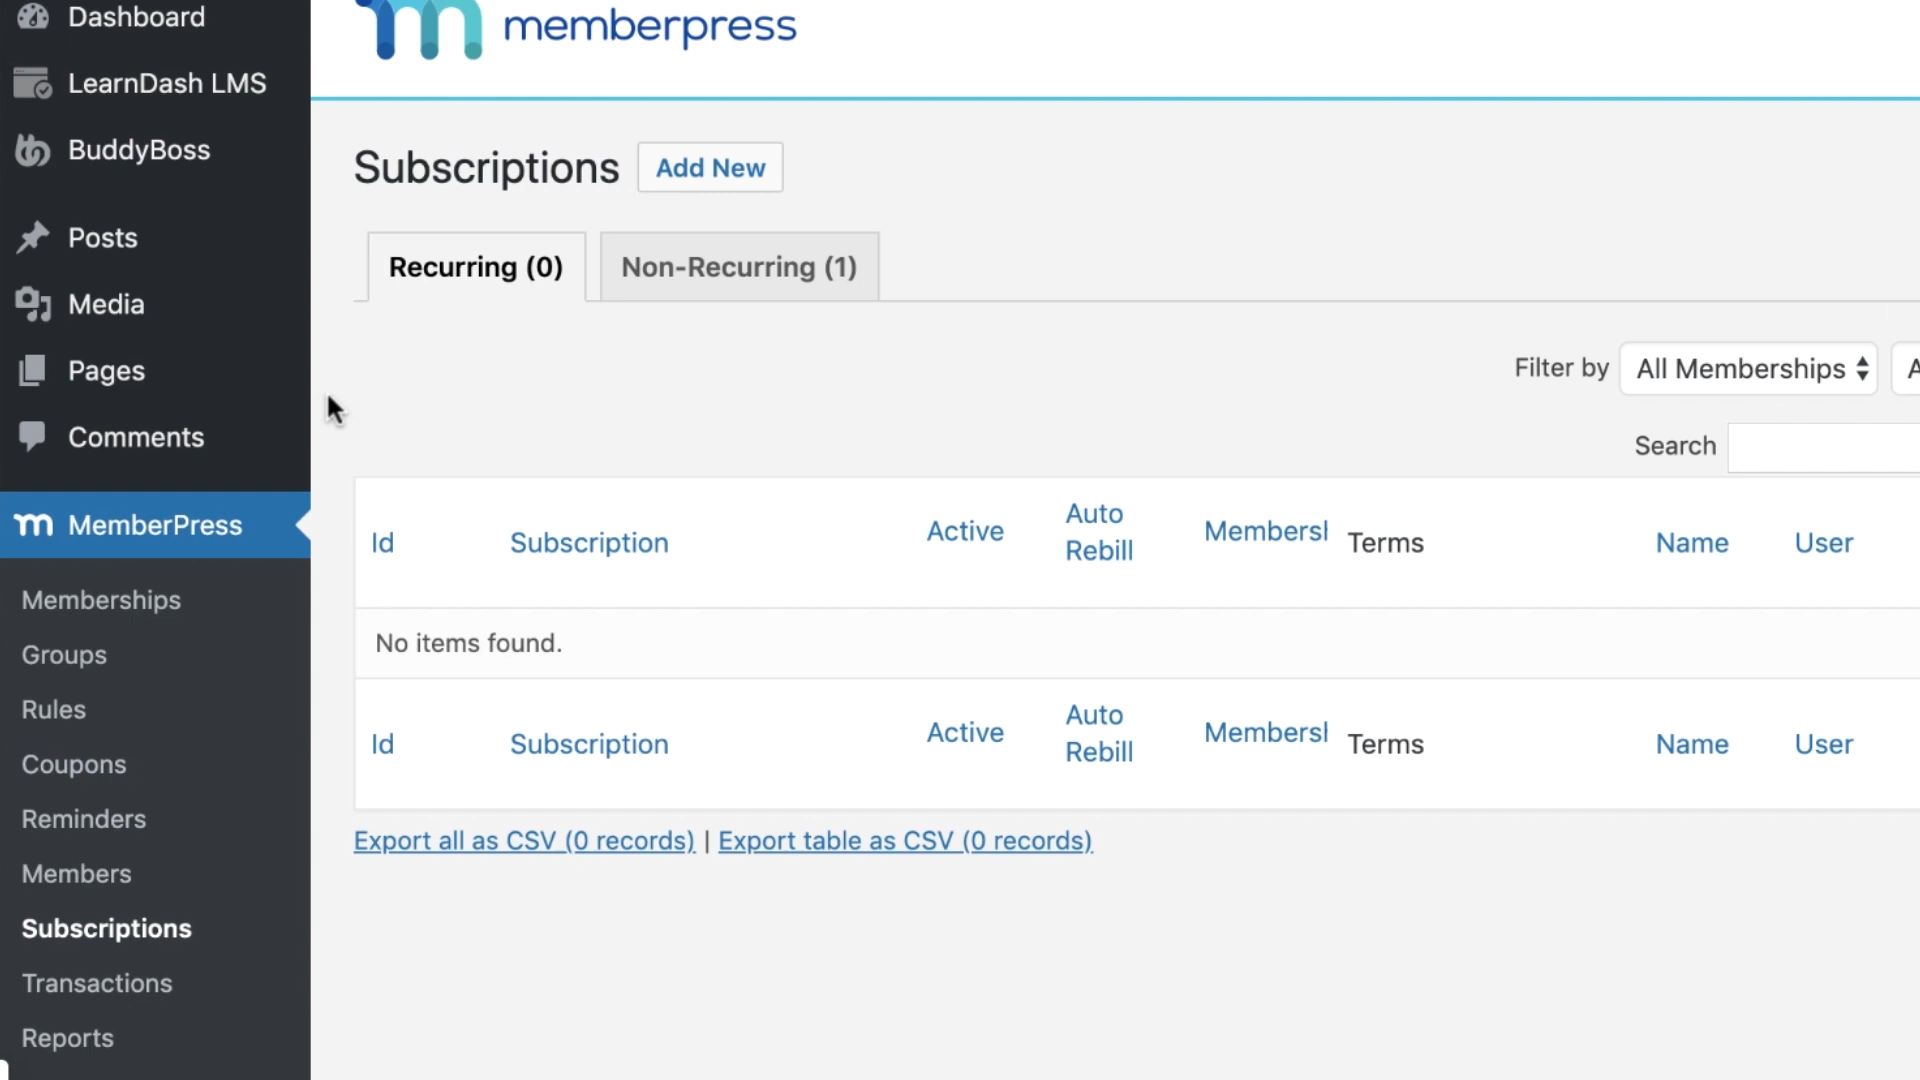 Dashboard
memberpress
LearnDash LMS
BuddyBoss
Subscriptions Add New
Posts
Recurring (0) Non-Recurring (1)
Media
Pages
Filter by All Memberships
Comments
Search
MemberPress
Id Subscription Active Auto Rebill Membersl Terms Name User
Memberships
No items found.
Groups
Rules
Id Subscription Active Auto Rebill Membersl Terms Name User
Coupons
Reminders
Export all as CSV (0 records) | Export table as CSV (0 records)
Members
Subscriptions
Transactions
Reports